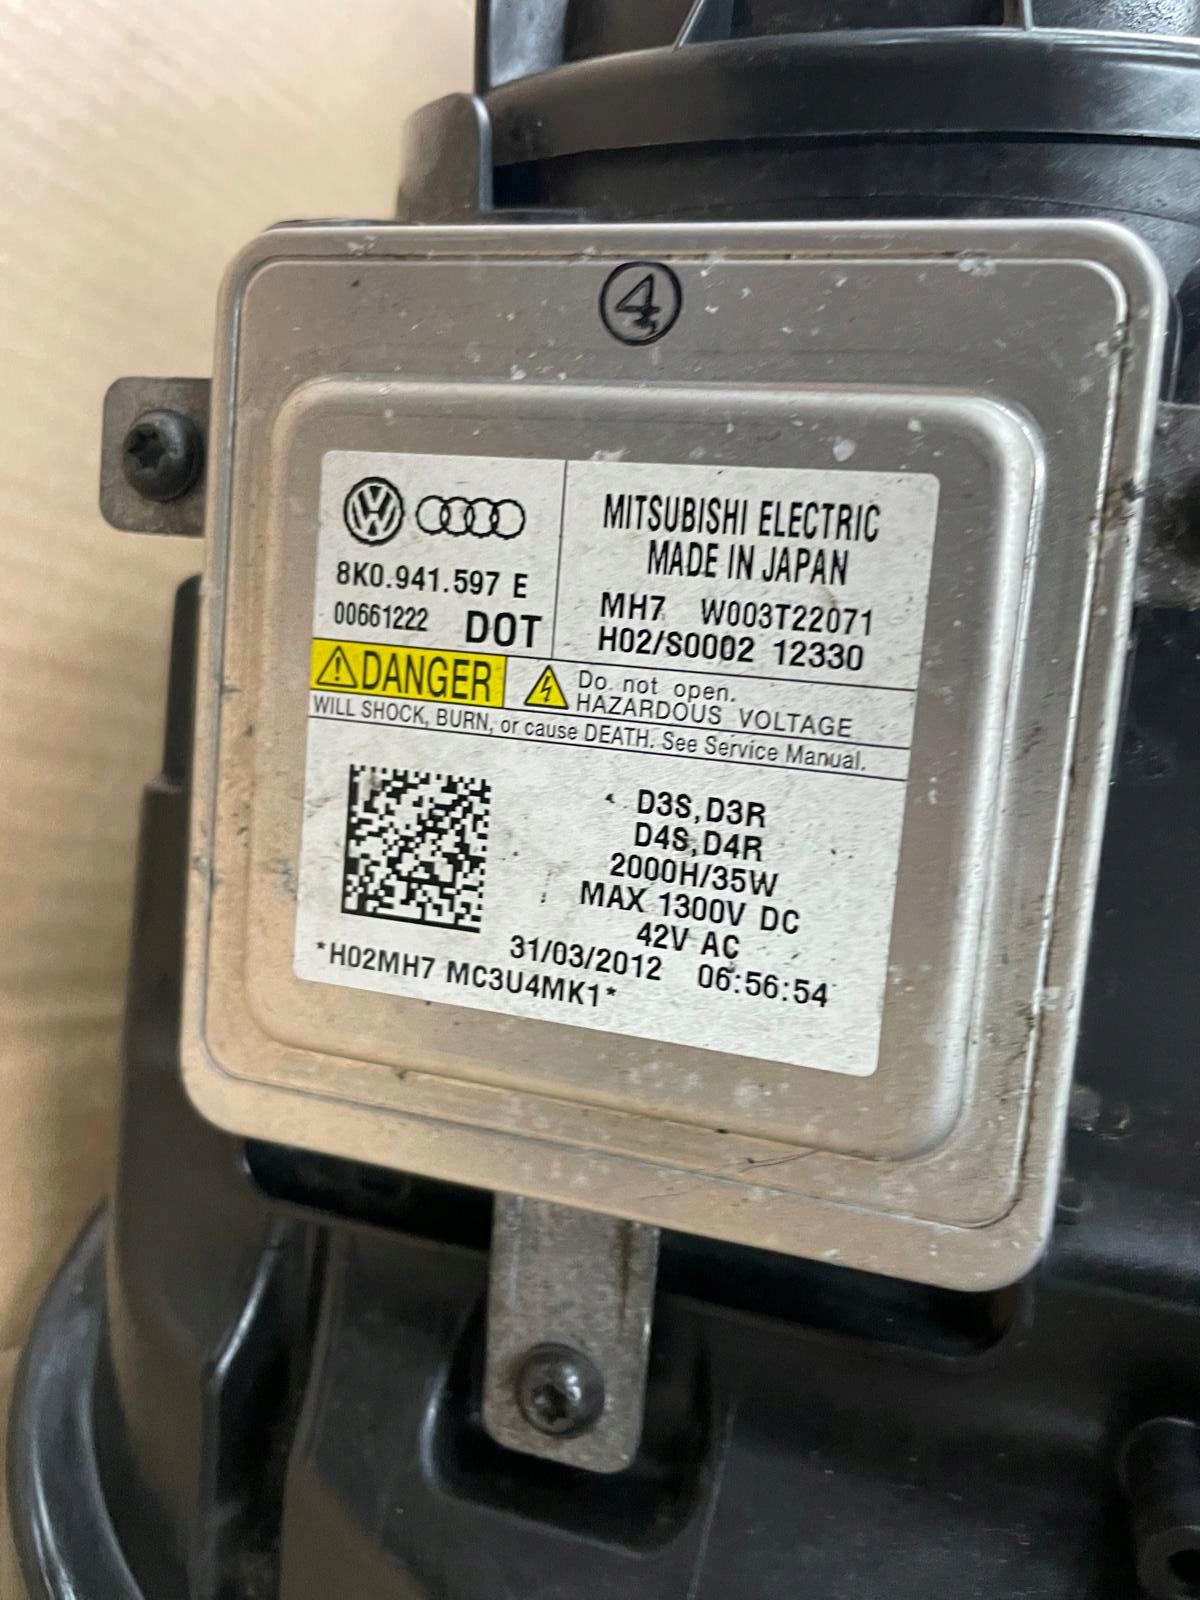 4
8K0.941.597 E
00661222 DOT
MITSUBISHI ELECTRIC
MADE IN JAPAN
MH7 W003T22071
H02/S0002 12330
DANGER
Do not open.
HAZARDOUS VOLTAGE
WILL SHOCK, BURN, or cause DEATH. See Service Manual.
D3S,D3R
D4S,D4R
2000H/35W
MAX 1300V DC
42V AC
31/03/2012 06:56:54
*H02MH7 MC3U4MK1*